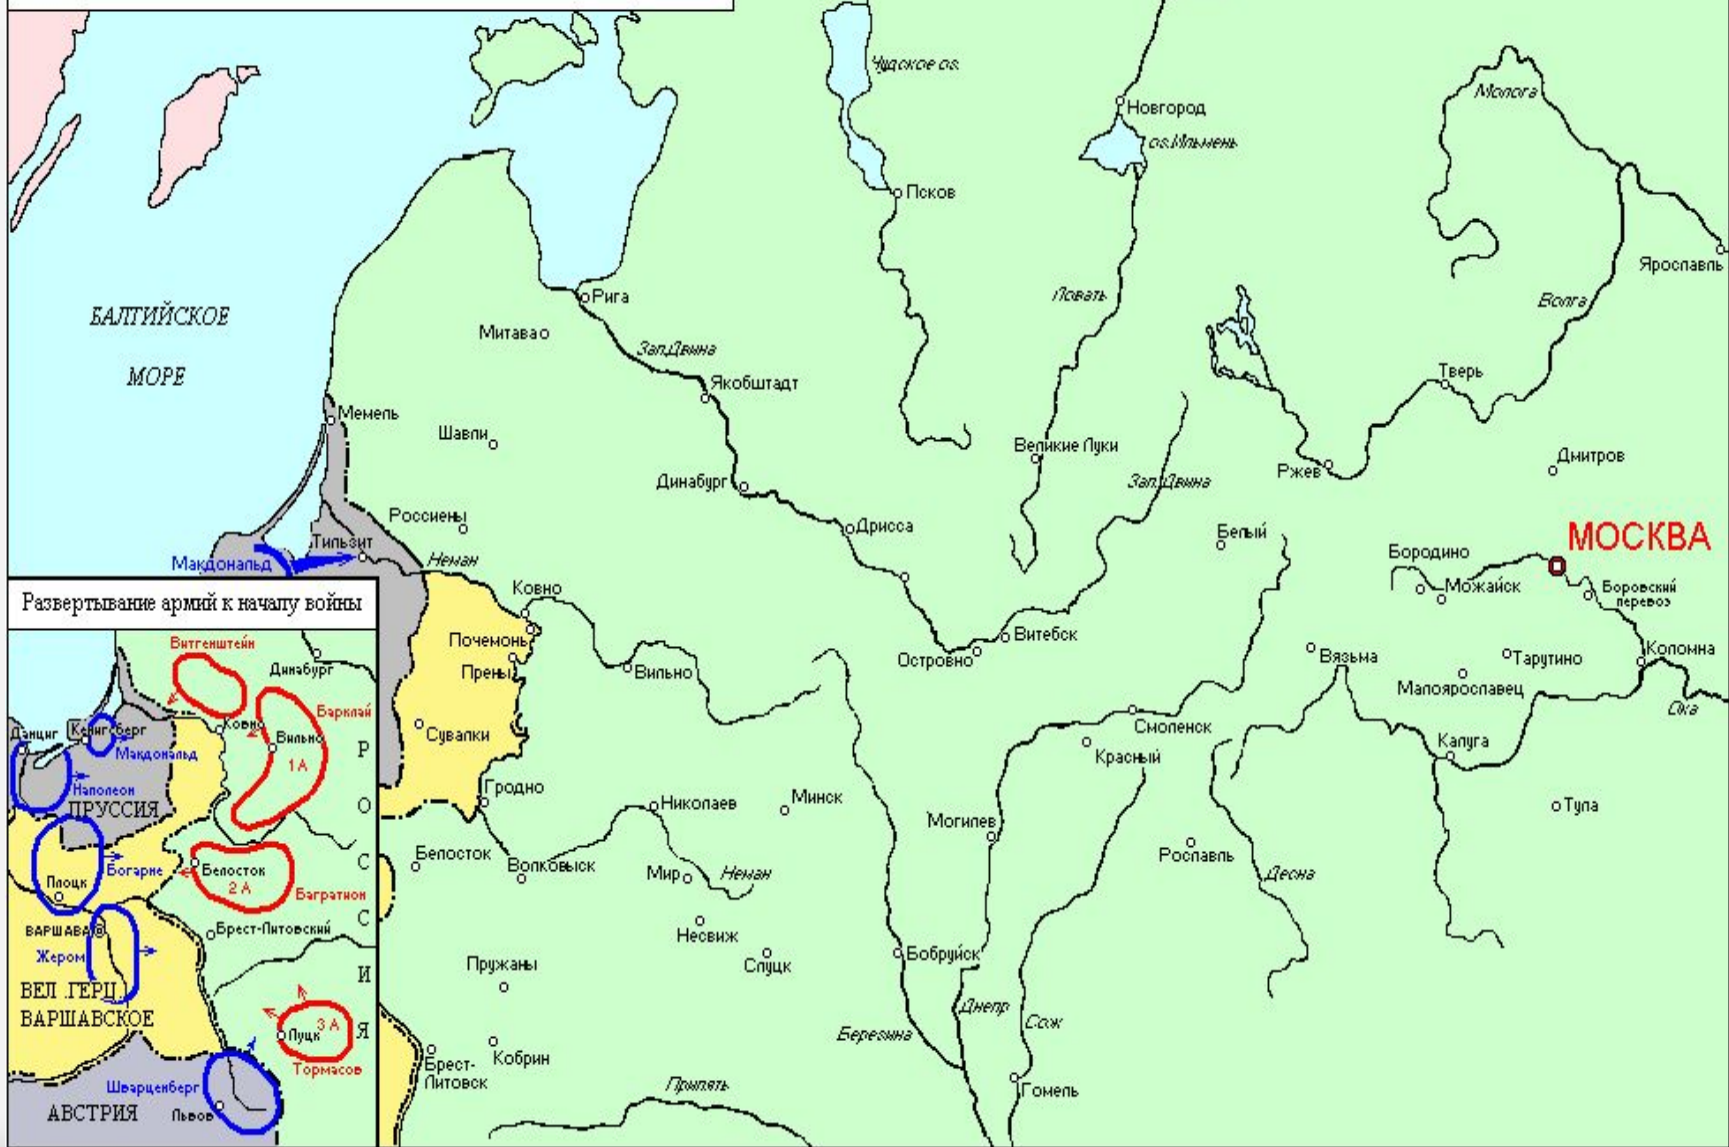 Чудское оз.
Новгород
оз.Ильмень
Молога
Псков
Ярославль
БАЛТИЙСКОЕ
МОРЕ
Рига
Ловать
Волга
Митава
Зап.Двина
Якобштадт
Тверь
Мемель
Шавли
Великие Луки
Дмитров
Ржев
Динабург
Зап.Двина
Россиены
Дрисса
Белый
МОСКВА
Тильзит
Неман
Макдональд
Бородино
Можайск
Боровский
перевоз
Ковно
Почемонь
Прены
Вильно
Витебск
Островно
Вязьма
Тарутино
Коломна
Малоярославец
Ока
Смоленск
Красный
Сувалки
Калуга
Гродно
Николаев
Минск
Могилев
Тула
Белосток
Волковыск
Мир
Неман
Рославль
Десна
Несвиж
Слуцк
Бобруйск
Пружаны
Днепр
Сож
Березина
Брест-
Литовск
Кобрин
Припять
Гомель
Развертывание армий к началу войны
Витгенштейн
Динабург
Барклай
Ковно
Вильно
1 А
Данциг
Кенигсберг
Макдональд
Наполеон
ПРУССИЯ
РОССИЯ
Богарне
Белосток
2 А
Багратион
Плоцк
ВАРШАВА
Брест-Литовский
Жером
ВЕЛ .ГЕРЦ
ВАРШАВСКОЕ
Луцк
3 А
Тормасов
Шварценберг
АВСТРИЯ
Львов